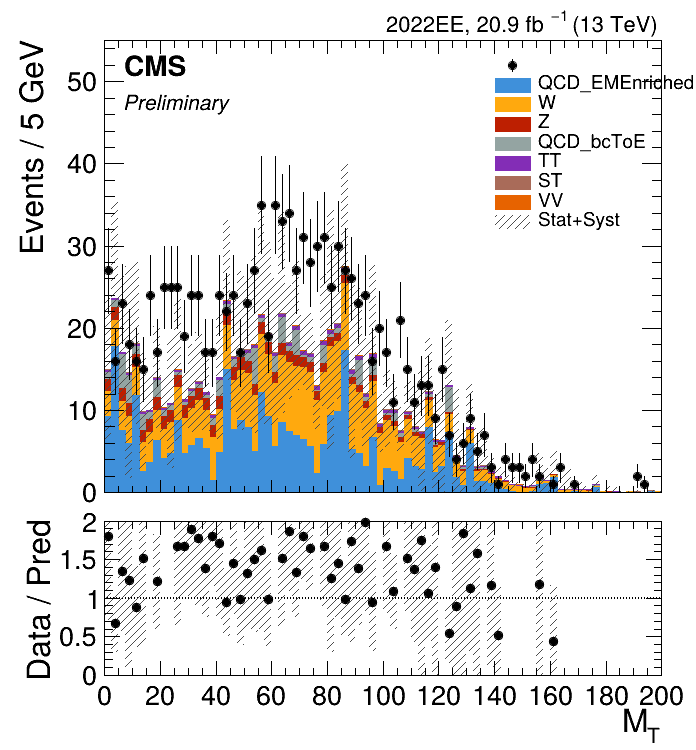 2022EE, 20.9 fb⁻¹ (13 TeV)
CMS
Preliminary
Events / 5 GeV
50
40
30
20
10
0
QCD_EMEnriched
W
Z
QCD_bcToE
TT
ST
VV
Stat+Syst
Data / Pred
2
1.5
1
0.5
0
0 20 40 60 80 100 120 140 160 180 200
M_T